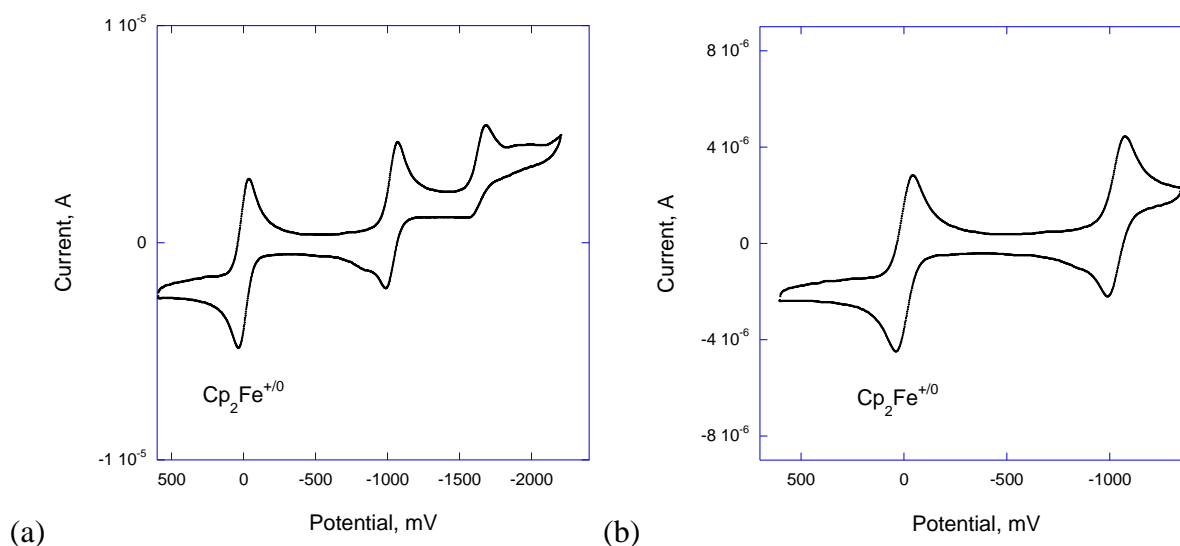 1 10⁻⁵
0
-1 10⁻⁵
Current, A
Cp₂Fe⁺/⁰
500 0 -500 -1000 -1500 -2000
Potential, mV
(a)
8 10⁻⁶
4 10⁻⁶
0
-4 10⁻⁶
-8 10⁻⁶
Current, A
Cp₂Fe⁺/⁰
500 0 -500 -1000
Potential, mV
(b)